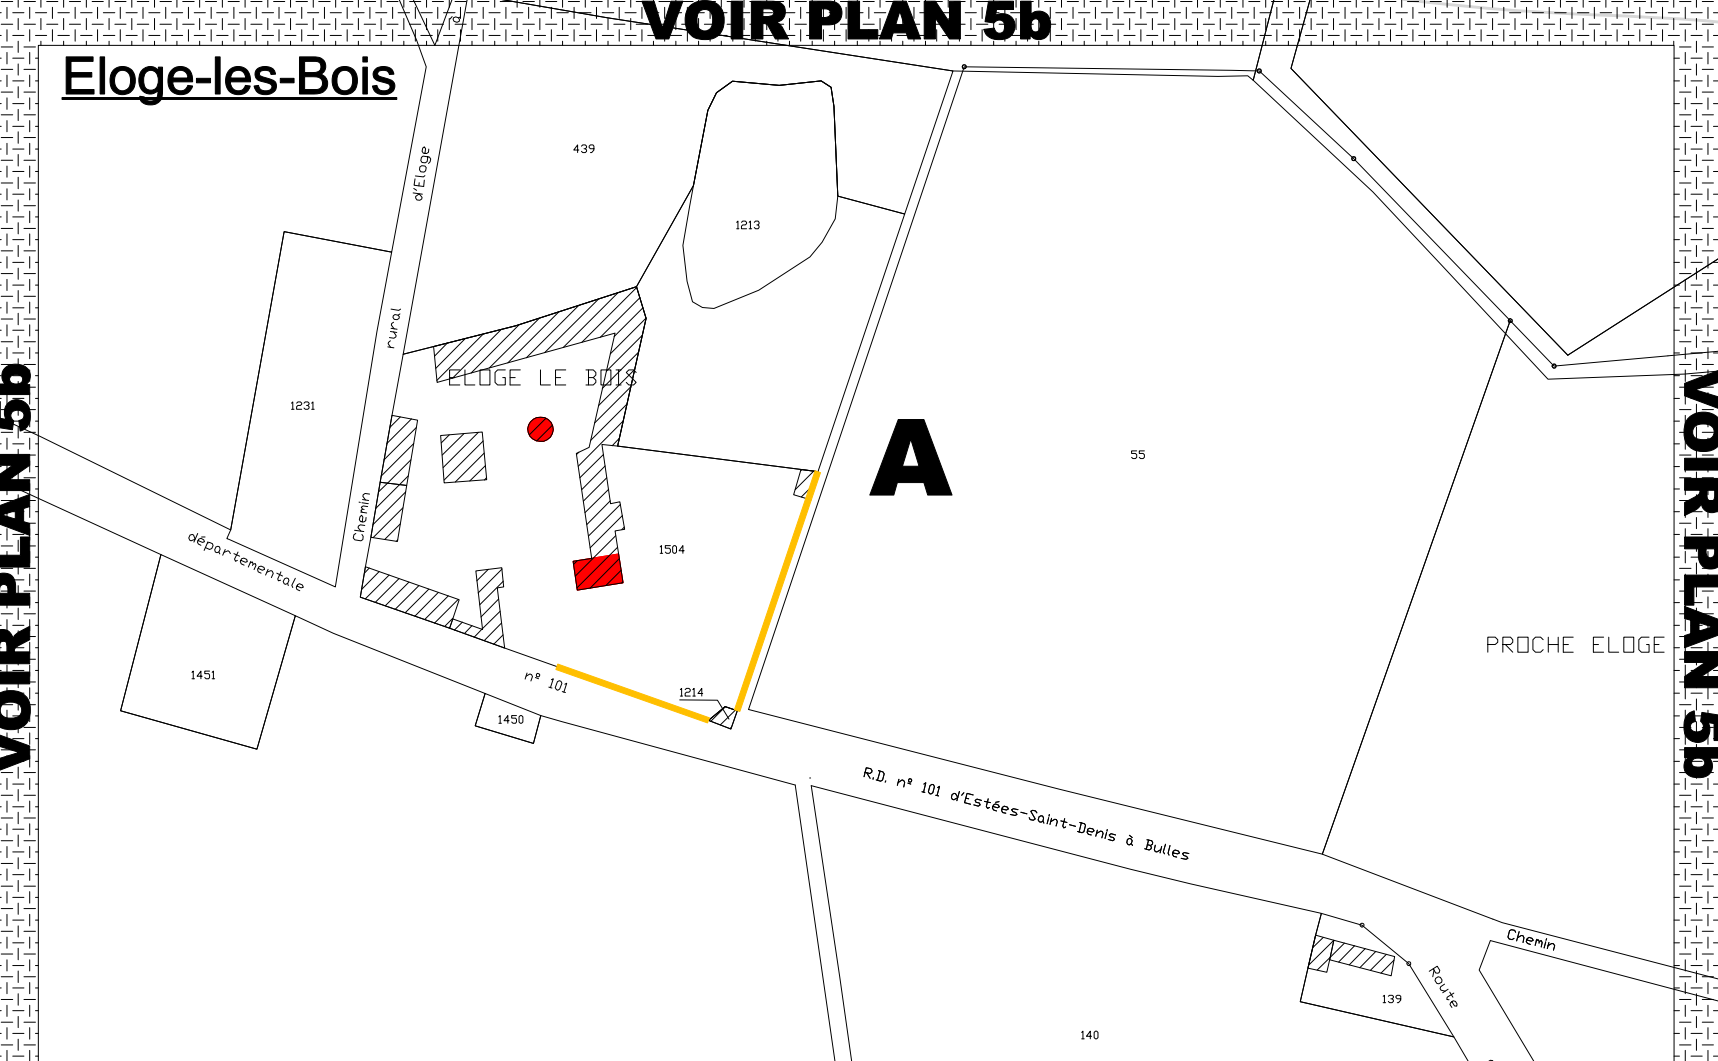 VOIR PLAN 5b
Eloge-les-Bois
d'Eloge
439
1213
rural
ELOGE LE BOIS
1231
VOIR PLAN 5b
VOIR PLAN 5b
A
55
Chemin
départementale
1504
PROCHE ELOGE
1451
nº 101
1214
1450
R.D. nº 101 d'Estées-Saint-Denis à Bulles
Chemin
Route
139
140